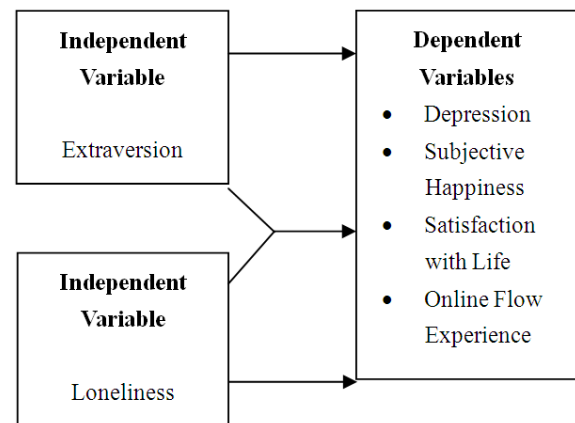 Independent
Variable
Extraversion
Independent
Variable
Loneliness
Dependent
Variables
• Depression
• Subjective
Happiness
• Satisfaction
with Life
• Online Flow
Experience